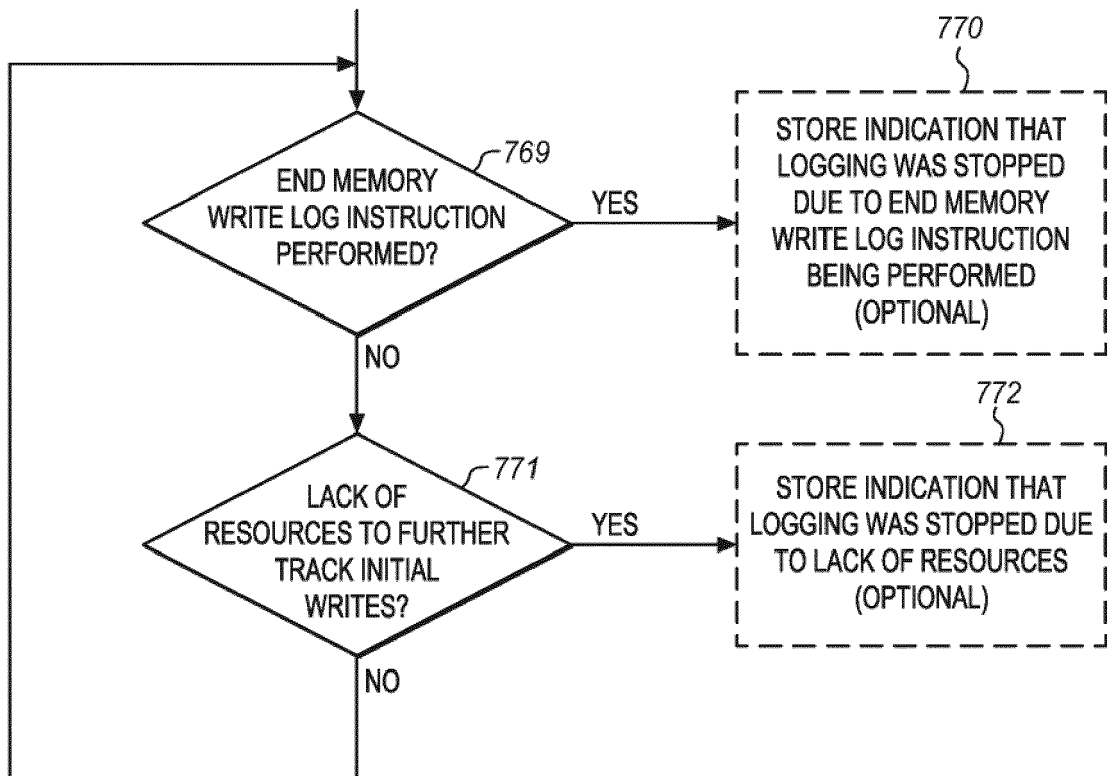 770
769
END MEMORY
WRITE LOG INSTRUCTION
PERFORMED?
YES
STORE INDICATION THAT
LOGGING WAS STOPPED
DUE TO END MEMORY
WRITE LOG INSTRUCTION
BEING PERFORMED
(OPTIONAL)
NO
772
771
LACK OF
RESOURCES TO FURTHER
TRACK INITIAL
WRITES?
YES
STORE INDICATION THAT
LOGGING WAS STOPPED DUE
TO LACK OF RESOURCES
(OPTIONAL)
NO